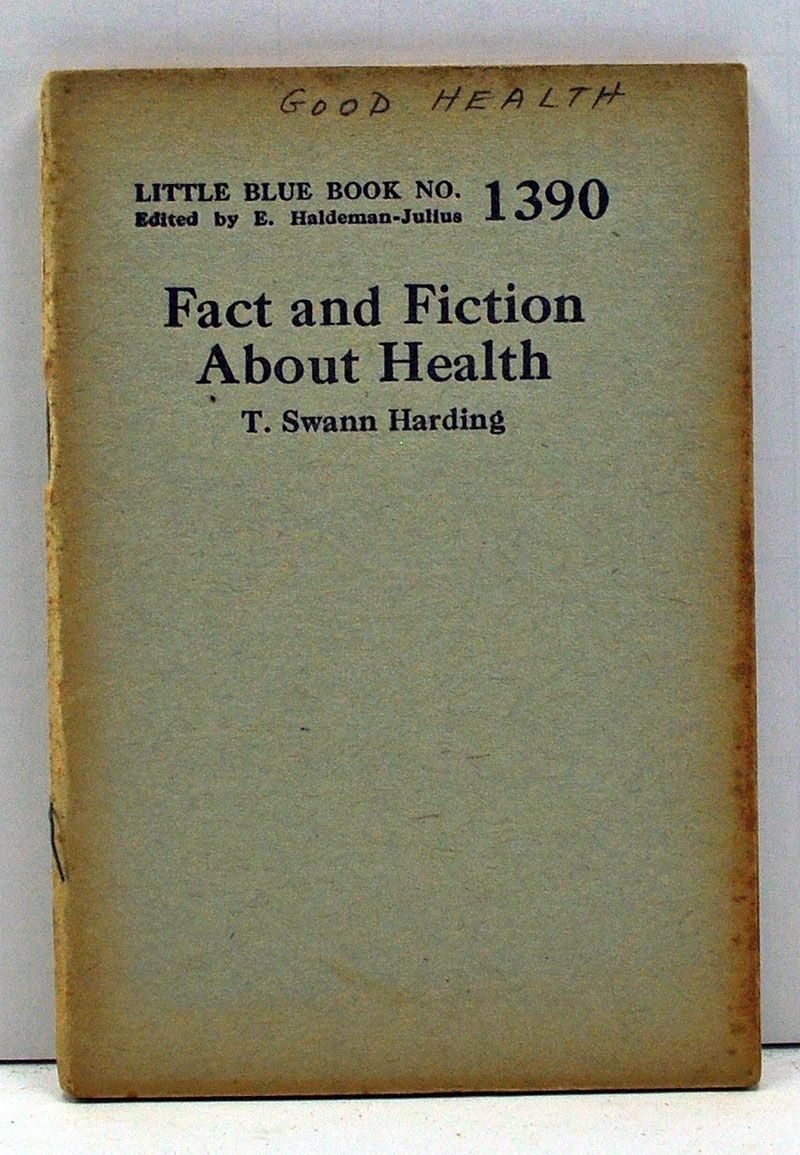 GOOD HEALTH
LITTLE BLUE BOOK NO. 1390
Edited by E. Haldeman-Julius
Fact and Fiction
About Health
T. Swann Harding